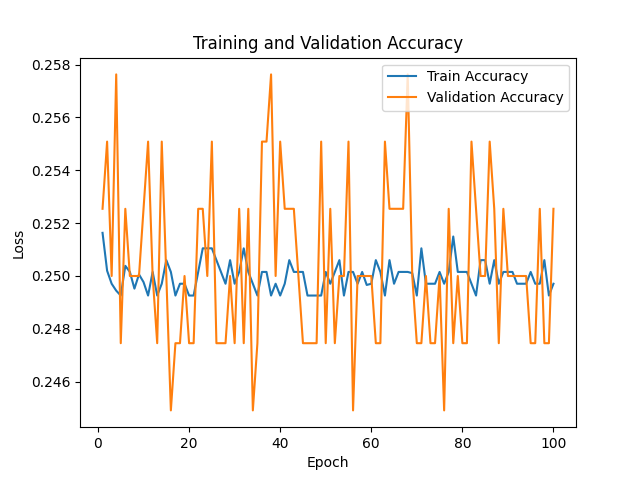 Training and Validation Accuracy
Train Accuracy
Validation Accuracy
0.258
0.256
0.254
0.252
0.250
0.248
0.246
Loss
0
20
40
60
80
100
Epoch